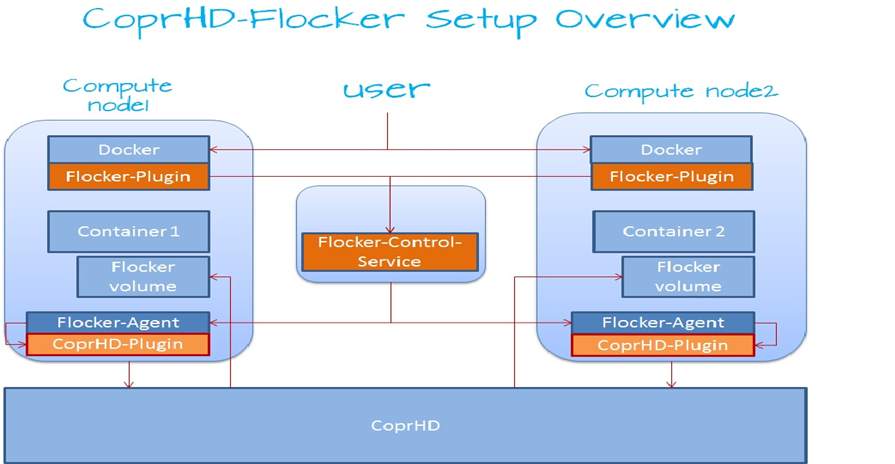 CoprHD-Flocker Setup Overview
Compute
node1
user
Compute node2
Docker
Flocker-Plugin
Container 1
Flocker
volume
Flocker-Agent
CoprHD-Plugin
Flocker-Control-
Service
Docker
Flocker-Plugin
Container 2
Flocker
volume
Flocker-Agent
CoprHD-Plugin
CoprHD